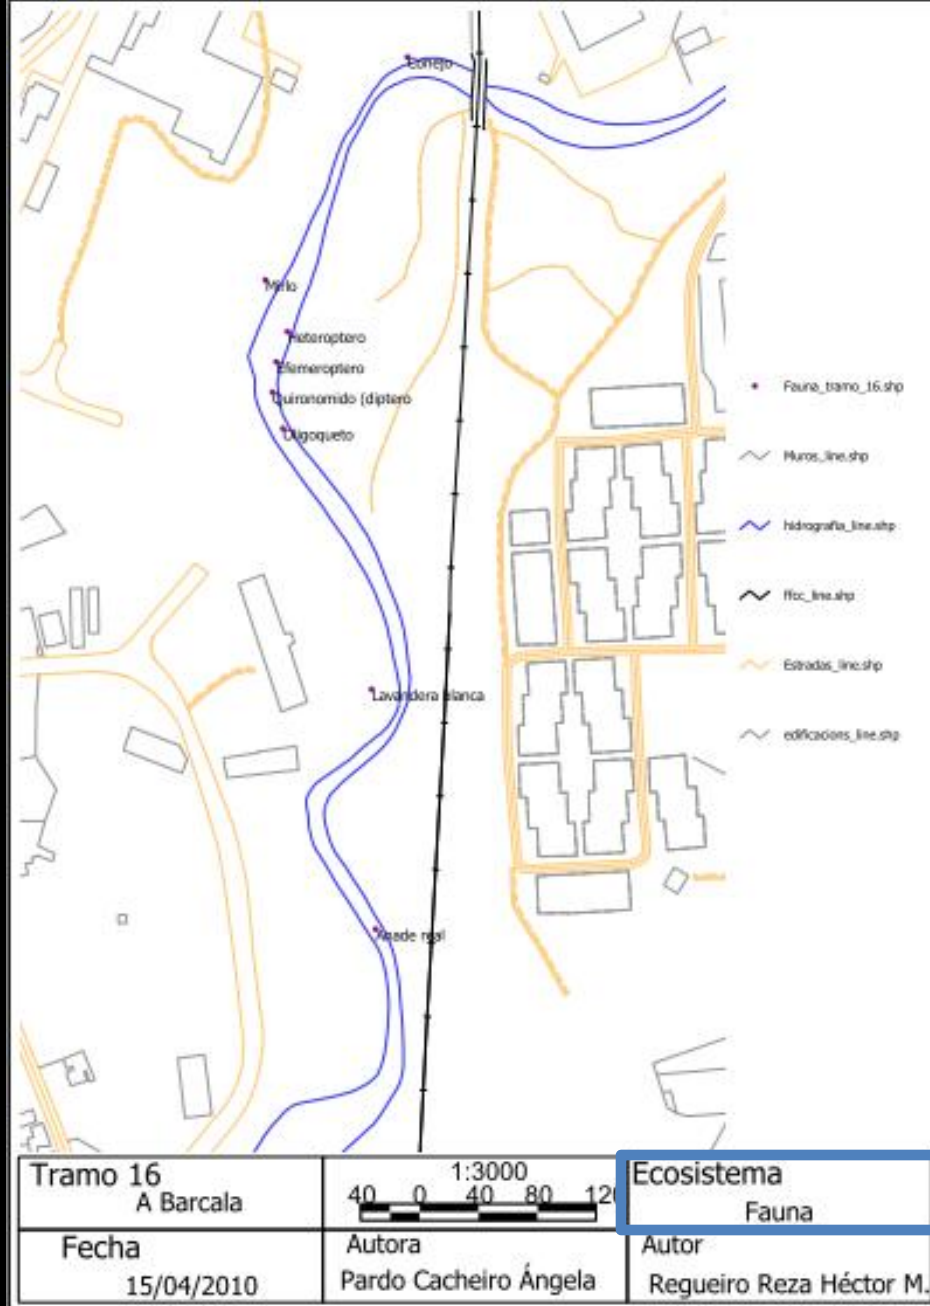 Conejo
Mirlo
Heteroptero
Efemeroptero
Quironomido (diptero
Oligoqueto
Lavandera blanca
Anade real
Fauna_tramo_16.shp
Muros_line.shp
hidrografia_line.shp
ffcc_line.shp
Estradas_line.shp
edificacions_line.shp
Tramo 16
A Barcala
1:3000
40 0 40 80 120
Ecosistema
Fauna
Fecha
15/04/2010
Autora
Pardo Cacheiro Ángela
Autor
Regueiro Reza Héctor M.